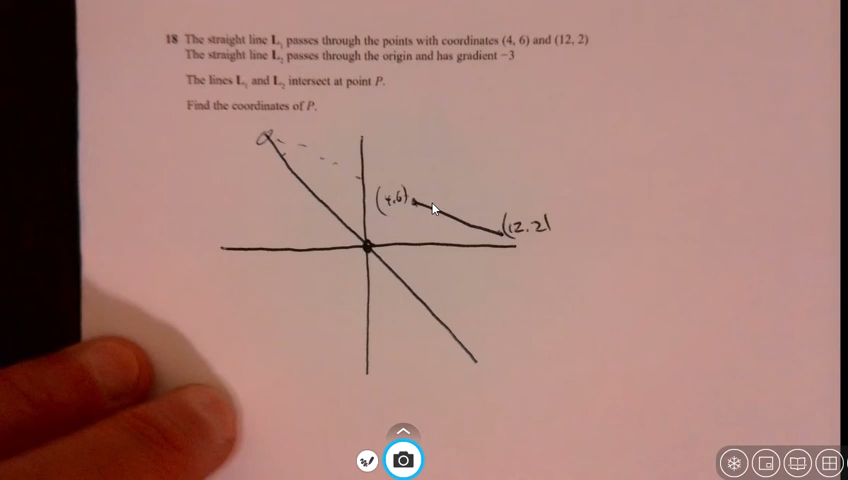 18 The straight line L₁ passes through the points with coordinates (4, 6) and (12, 2)
The straight line L₂ passes through the origin and has gradient −3
The lines L₁ and L₂ intersect at point P.
Find the coordinates of P.
(4.6)
(12.2)